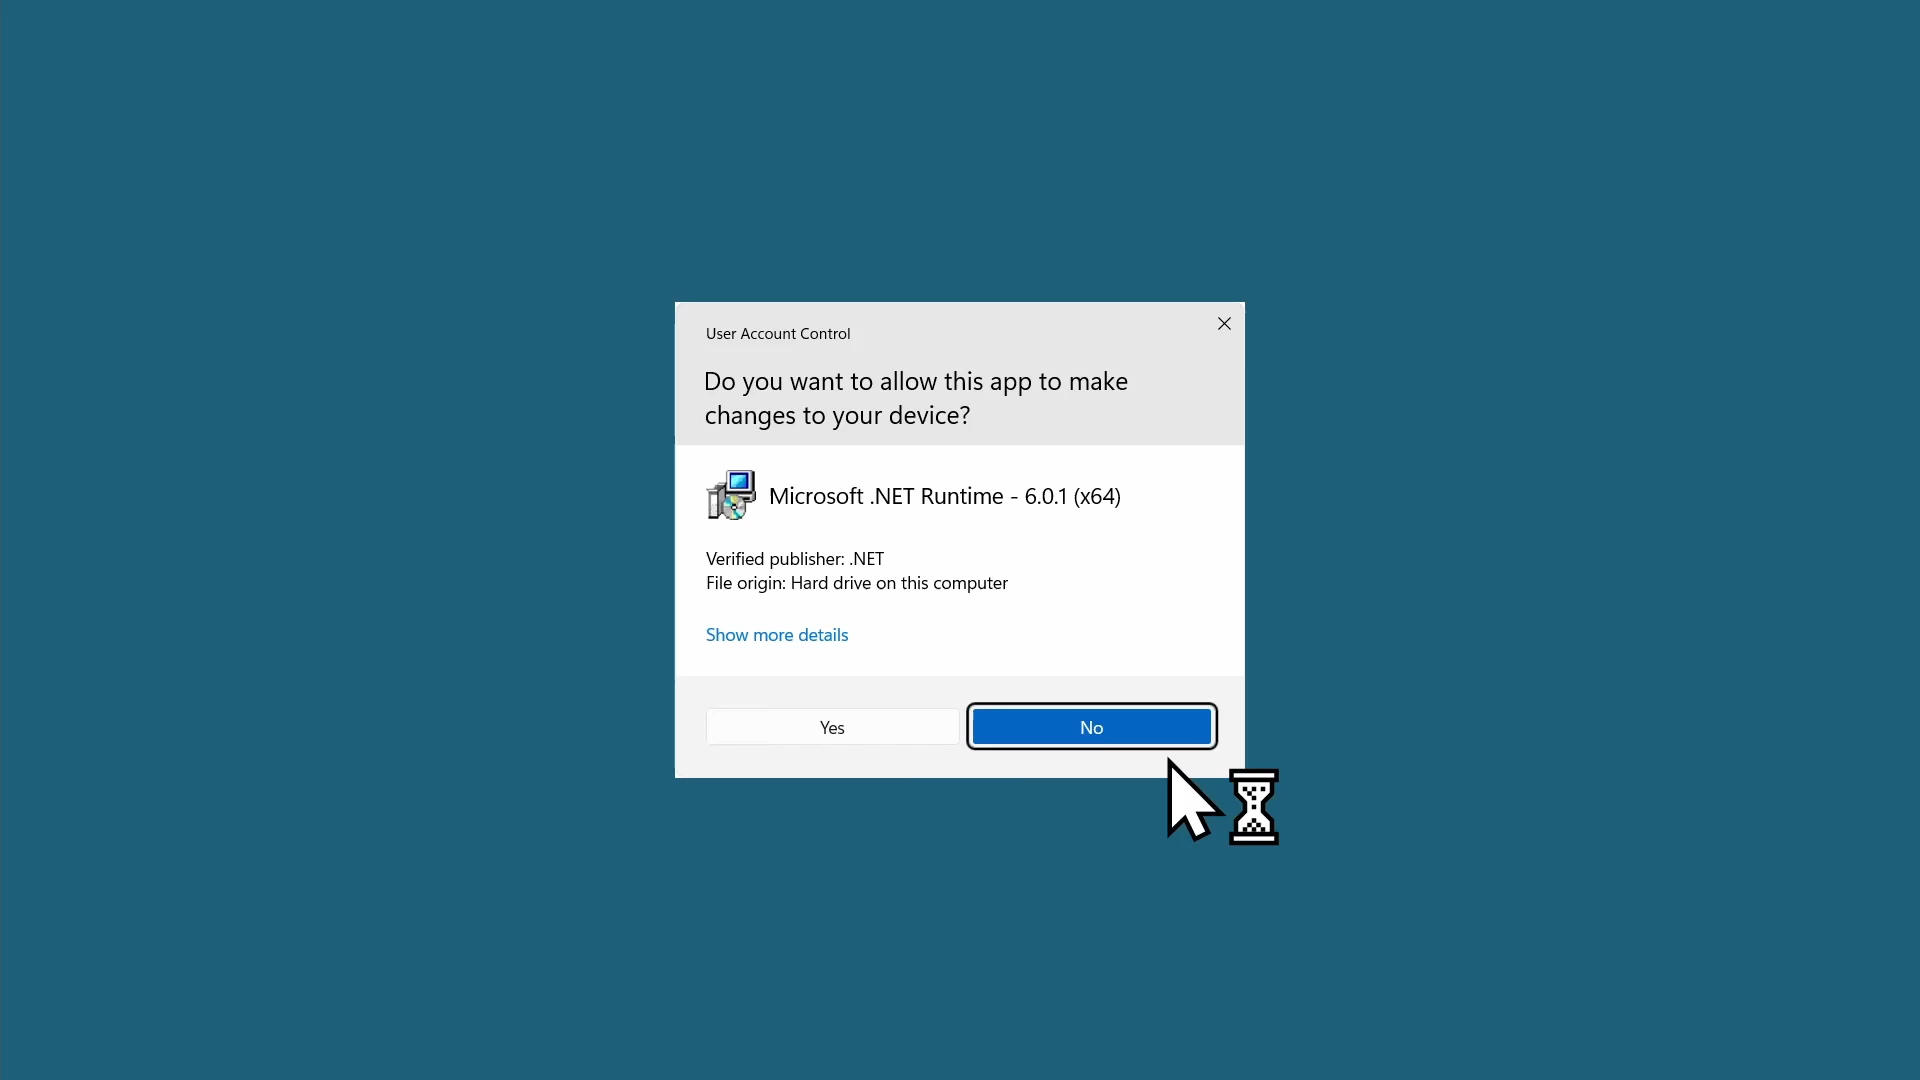 User Account Control
Do you want to allow this app to make
changes to your device?
Microsoft .NET Runtime - 6.0.1 (x64)
Verified publisher: .NET
File origin: Hard drive on this computer
Show more details
Yes
No